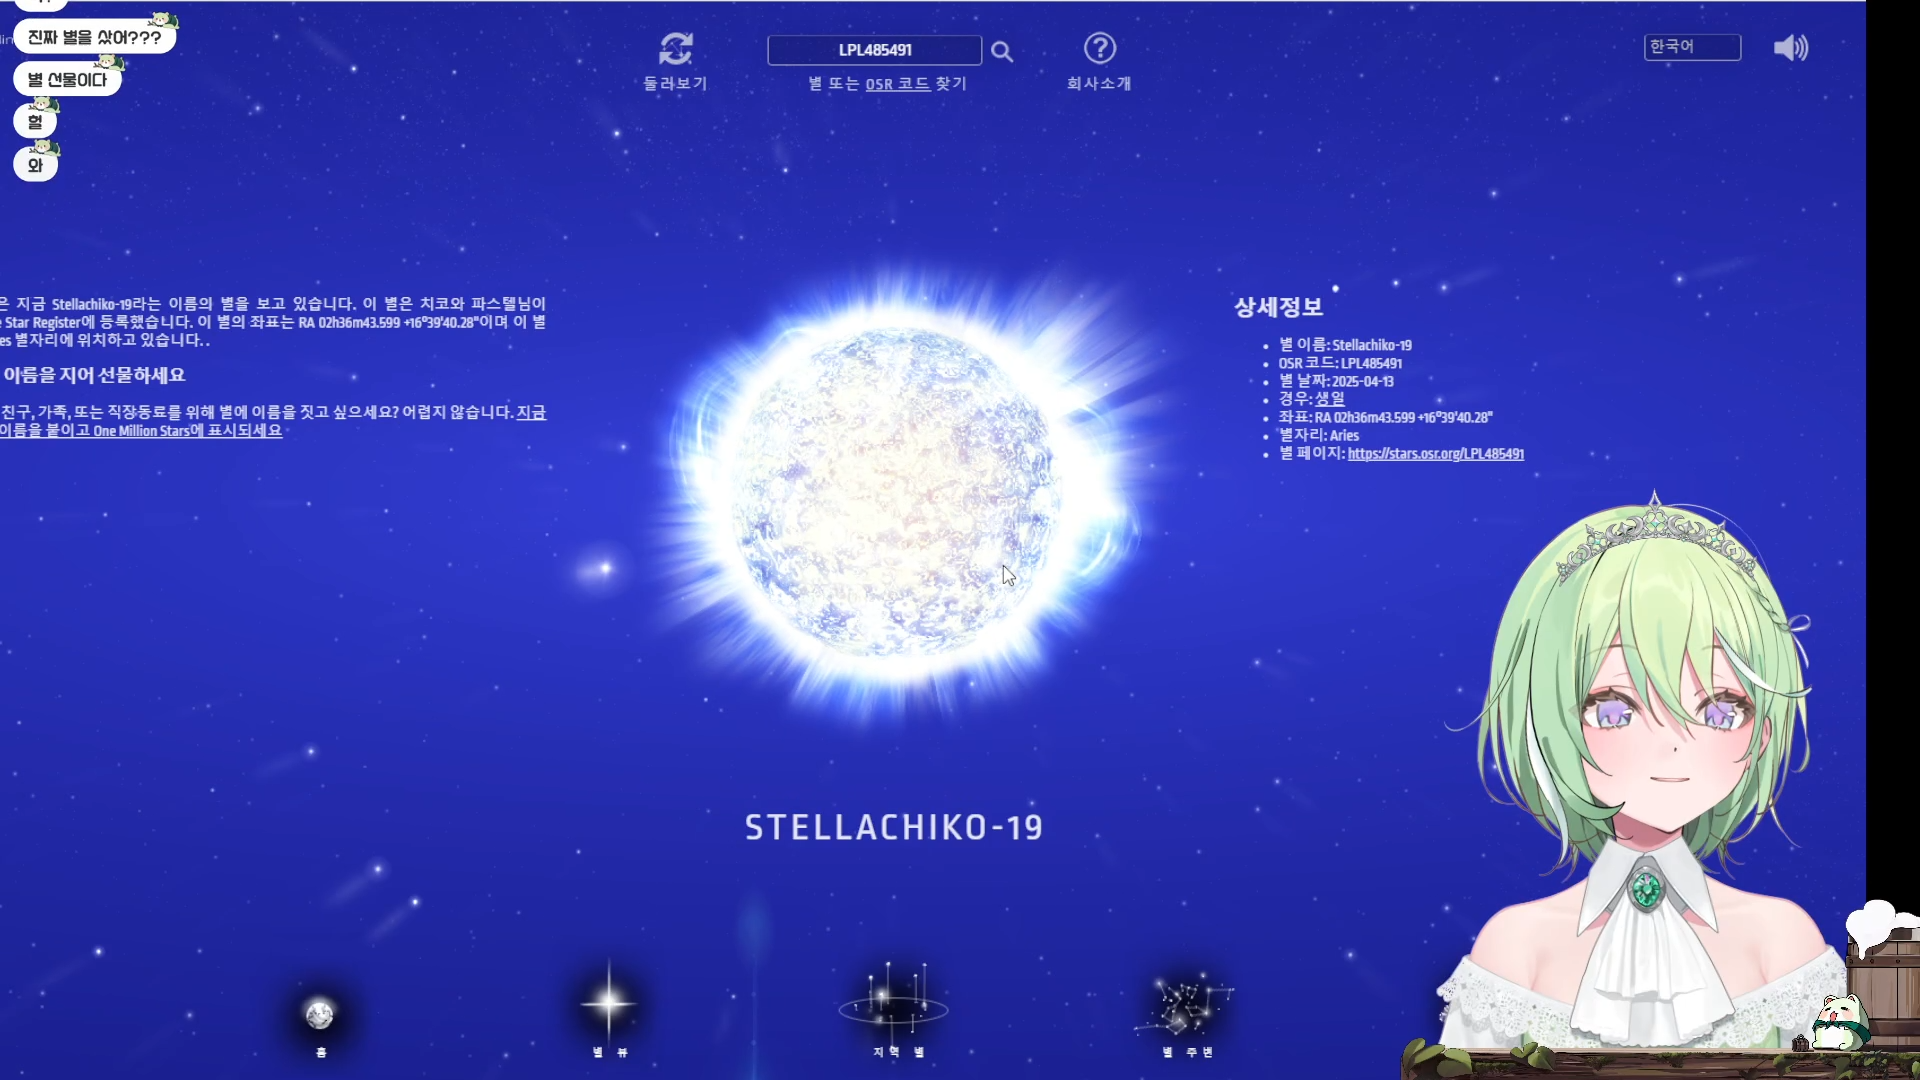 진짜 별을 샀어???
별 선물이다
헐
와
둘러보기
LPL485491
별 또는 OSR 코드 찾기
회사소개
한국어
은 지금 Stellachiko-19라는 이름의 별을 보고 있습니다. 이 별은 치코와 파스텔님이
e Star Register에 등록했습니다. 이 별의 좌표는 RA 02h36m43.599 +16°39'40.28"이며 이 별
es 별자리에 위치하고 있습니다..
이름을 지어 선물하세요
친구, 가족, 또는 직장동료를 위해 별에 이름을 짓고 싶으세요? 어렵지 않습니다. 지금
이름을 붙이고 One Million Stars에 표시되세요
상세정보
별 이름: Stellachiko-19
OSR 코드: LPL485491
별 날짜: 2025-04-13
경우: 생일
좌표: RA 02h36m43.599 +16°39'40.28"
별자리: Aries
별 페이지: https://stars.osr.org/LPL485491
STELLACHIKO-19
홈
별 뷰
지역 별
별 주변